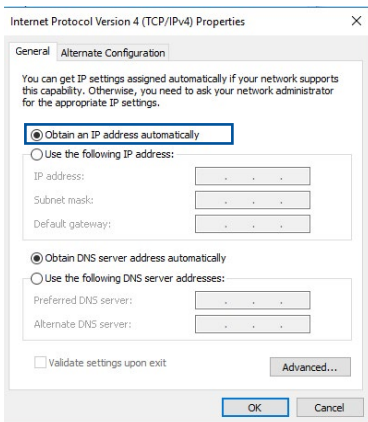 Internet Protocol Version 4 (TCP/IPv4) Properties
General
Alternate Configuration
You can get IP settings assigned automatically if your network supports
this capability. Otherwise, you need to ask your network administrator
for the appropriate IP settings.
Obtain an IP address automatically
Use the following IP address:
IP address:
Subnet mask:
Default gateway:
Obtain DNS server address automatically
Use the following DNS server addresses:
Preferred DNS server:
Alternate DNS server:
Validate settings upon exit
Advanced...
OK
Cancel